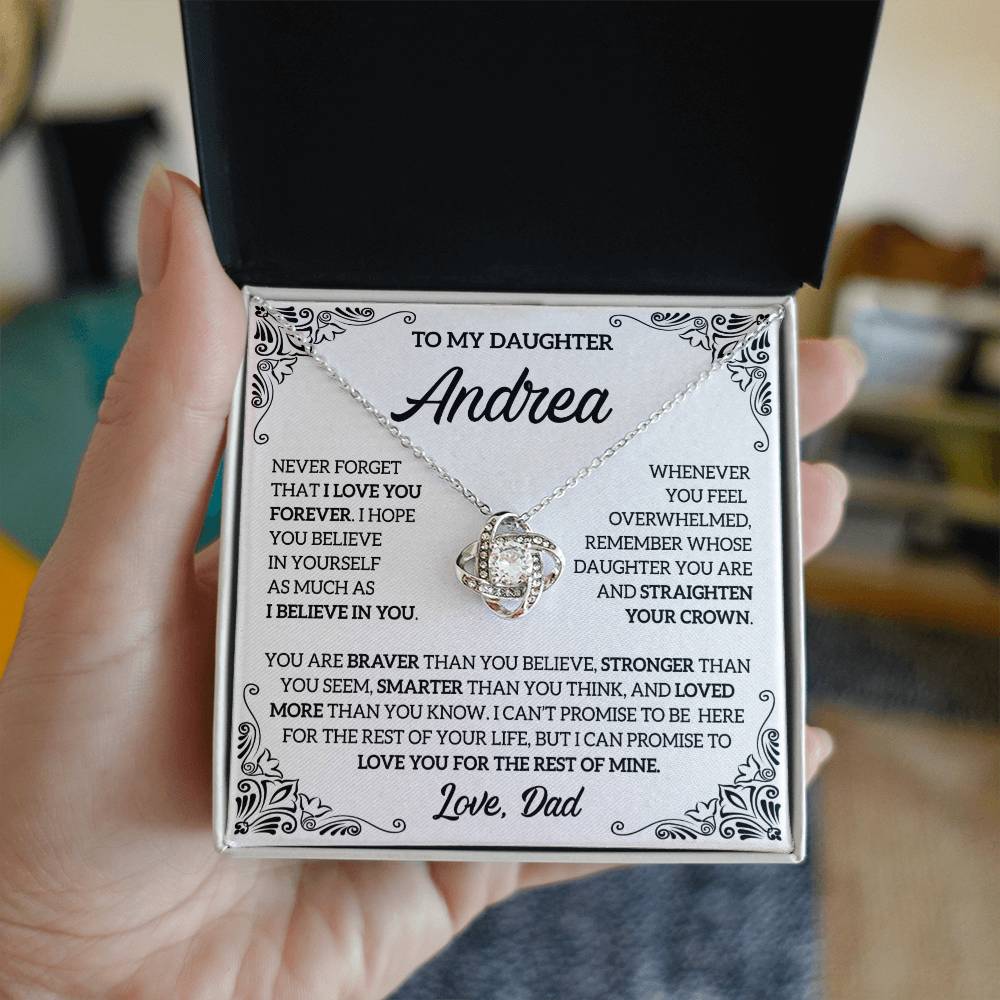 TO MY DAUGHTER
Andrea
NEVER FORGET
THAT I LOVE YOU
FOREVER. I HOPE
YOU BELIEVE
IN YOURSELF
AS MUCH AS
I BELIEVE IN YOU.
WHENEVER
YOU FEEL
OVERWHELMED,
REMEMBER WHOSE
DAUGHTER YOU ARE
AND STRAIGHTEN
YOUR CROWN.
YOU ARE BRAVER THAN YOU BELIEVE, STRONGER THAN
YOU SEEM, SMARTER THAN YOU THINK, AND LOVED
MORE THAN YOU KNOW. I CAN'T PROMISE TO BE HERE
FOR THE REST OF YOUR LIFE, BUT I CAN PROMISE TO
LOVE YOU FOR THE REST OF MINE.
Love, Dad